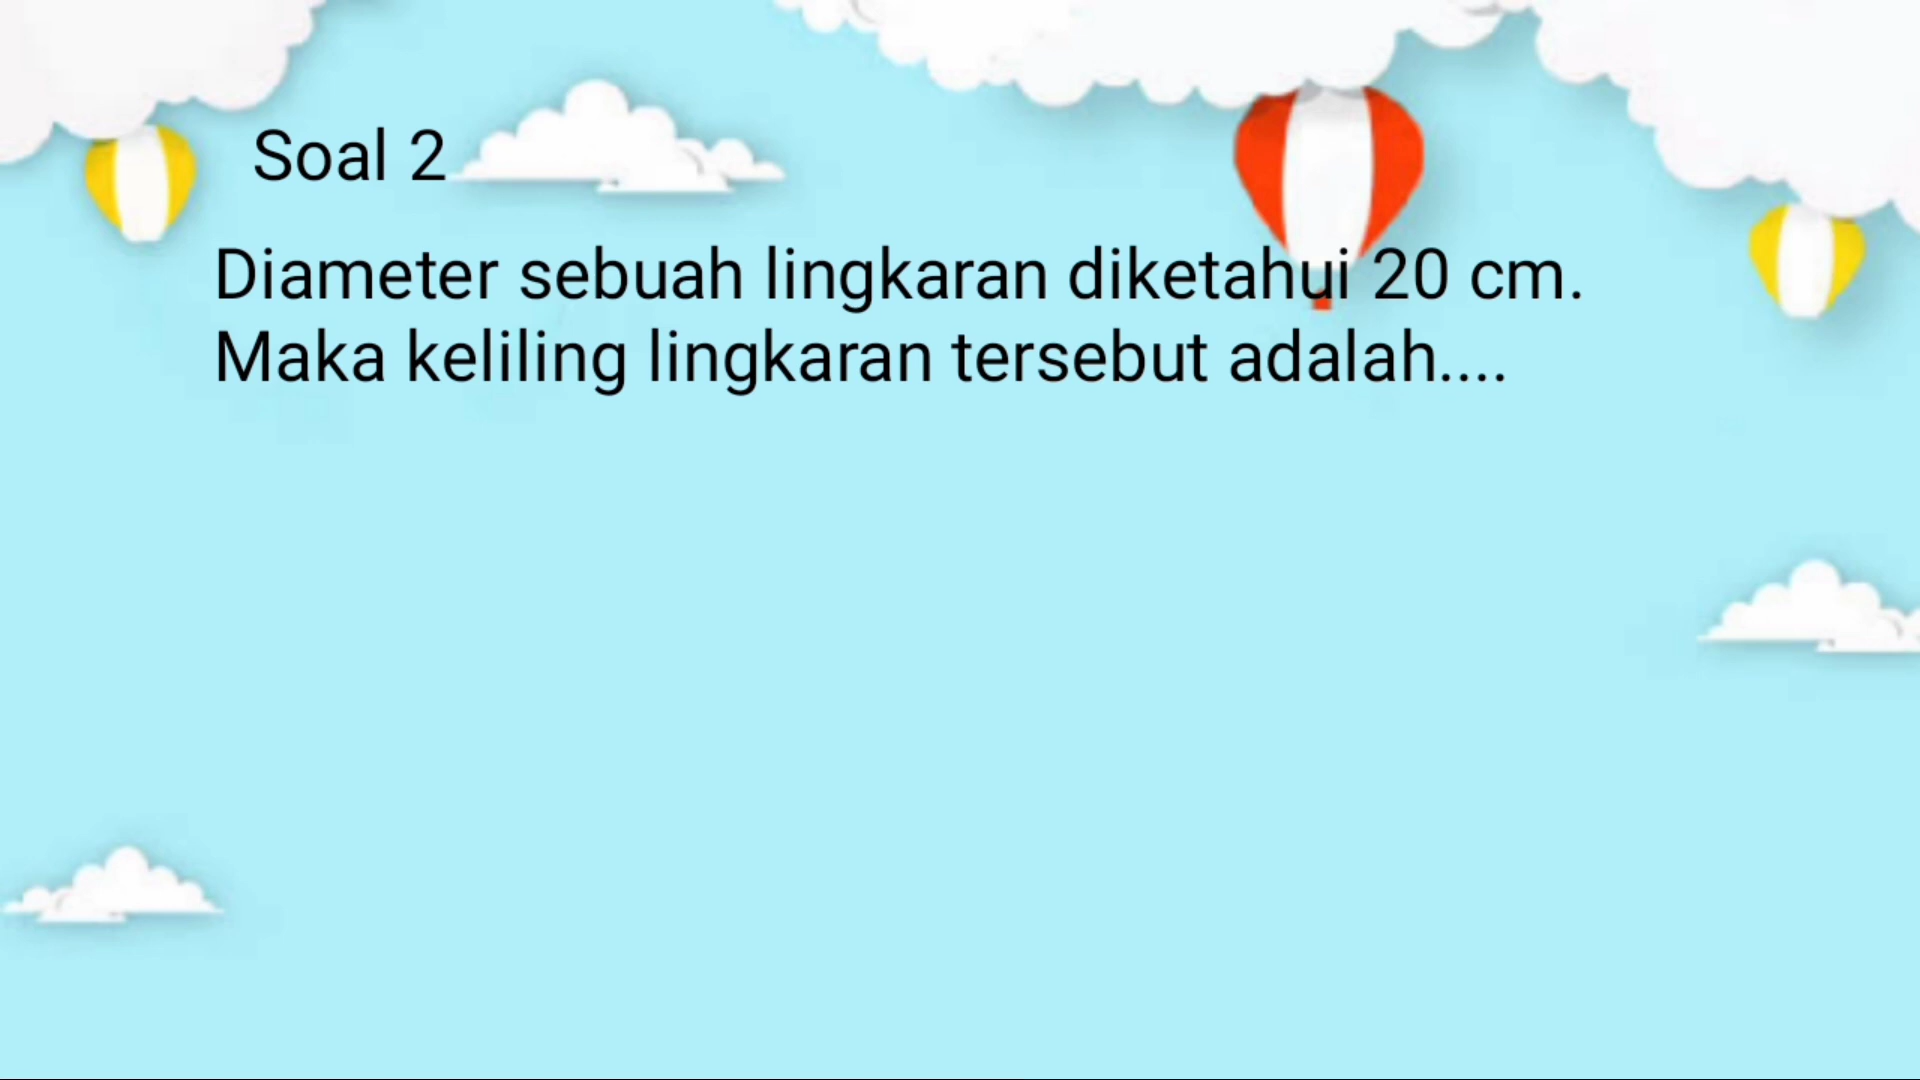 Soal 2
Diameter sebuah lingkaran diketahui 20 cm.
Maka keliling lingkaran tersebut adalah....